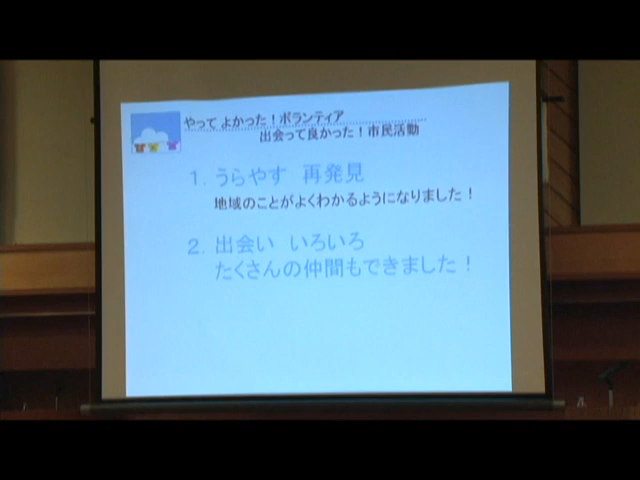 やって よかった！ボランティア
出会って良かった！市民活動
1．うらやす 再発見
地域のことがよくわかるようになりました！
2．出会い いろいろ
たくさんの仲間もできました！